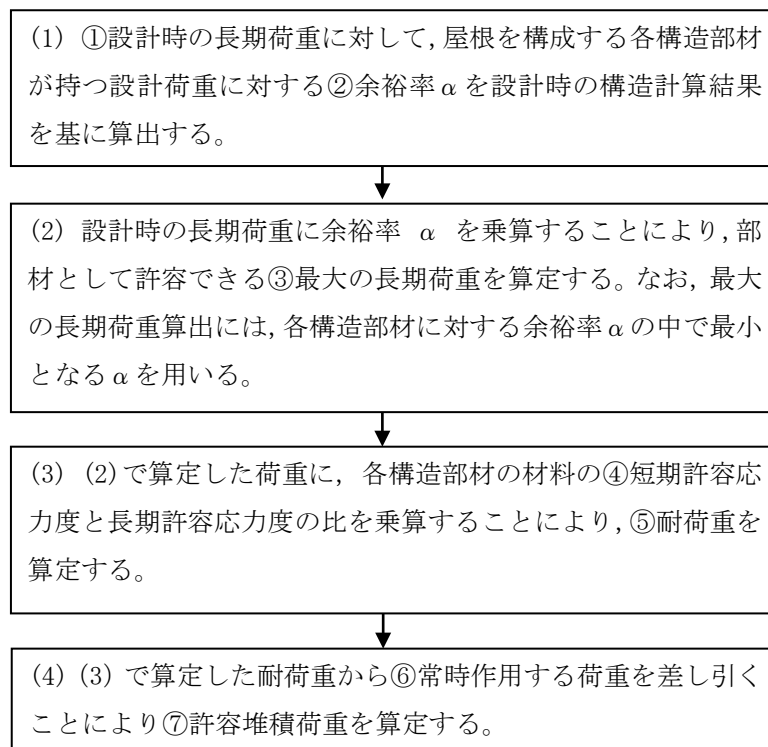 (1) ①設計時の長期荷重に対して,屋根を構成する各構造部材
が持つ設計荷重に対する②余裕率αを設計時の構造計算結果
を基に算出する。
(2) 設計時の長期荷重に余裕率 α を乗算することにより,部
材として許容できる③最大の長期荷重を算定する。なお,最大
の長期荷重算出には,各構造部材に対する余裕率αの中で最小
となるαを用いる。
(3) (2)で算定した荷重に, 各構造部材の材料の④短期許容応
力度と長期許容応力度の比を乗算することにより,⑤耐荷重を
算定する。
(4) (3) で算定した耐荷重から⑥常時作用する荷重を差し引く
ことにより⑦許容堆積荷重を算定する。